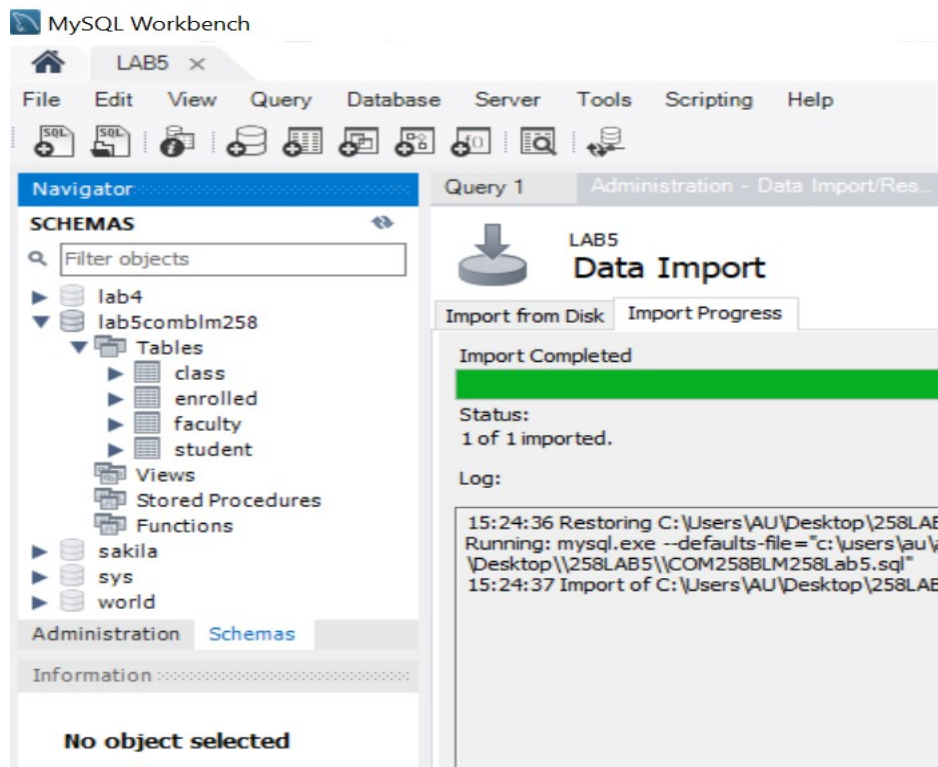 MySQL Workbench
LAB5 ×
File Edit View Query Database Server Tools Scripting Help
SQL SQL f()
Navigator
SCHEMAS
Filter objects
lab4
lab5comblm258
Tables
class
enrolled
faculty
student
Views
Stored Procedures
Functions
sakila
sys
world
Administration Schemas
Information
No object selected
Query 1 Administration - Data Import/Res...
LAB5
Data Import
Import from Disk Import Progress
Import Completed
Status:
1 of 1 imported.
Log:
15:24:36 Restoring C:\Users\AU\Desktop\258LAB
Running: mysql.exe --defaults-file="c:\users\au\a
\Desktop\\258LAB5\\COM258BLM258Lab5.sql"
15:24:37 Import of C:\Users\AU\Desktop\258LAB